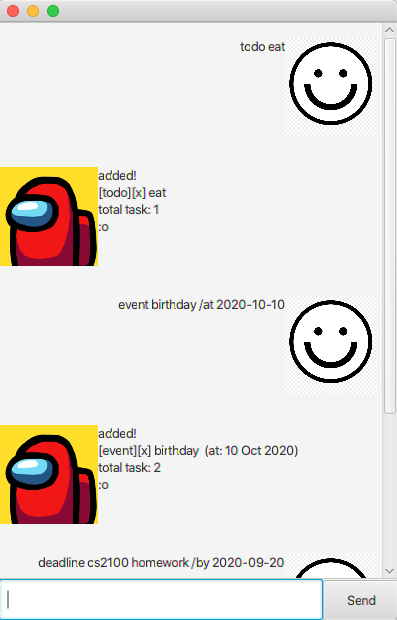 todo eat
added!
[todo][x] eat
total task: 1
:o
event birthday /at 2020-10-10
added!
[event][x] birthday  (at: 10 Oct 2020)
total task: 2
:o
deadline cs2100 homework /by 2020-09-20
Send